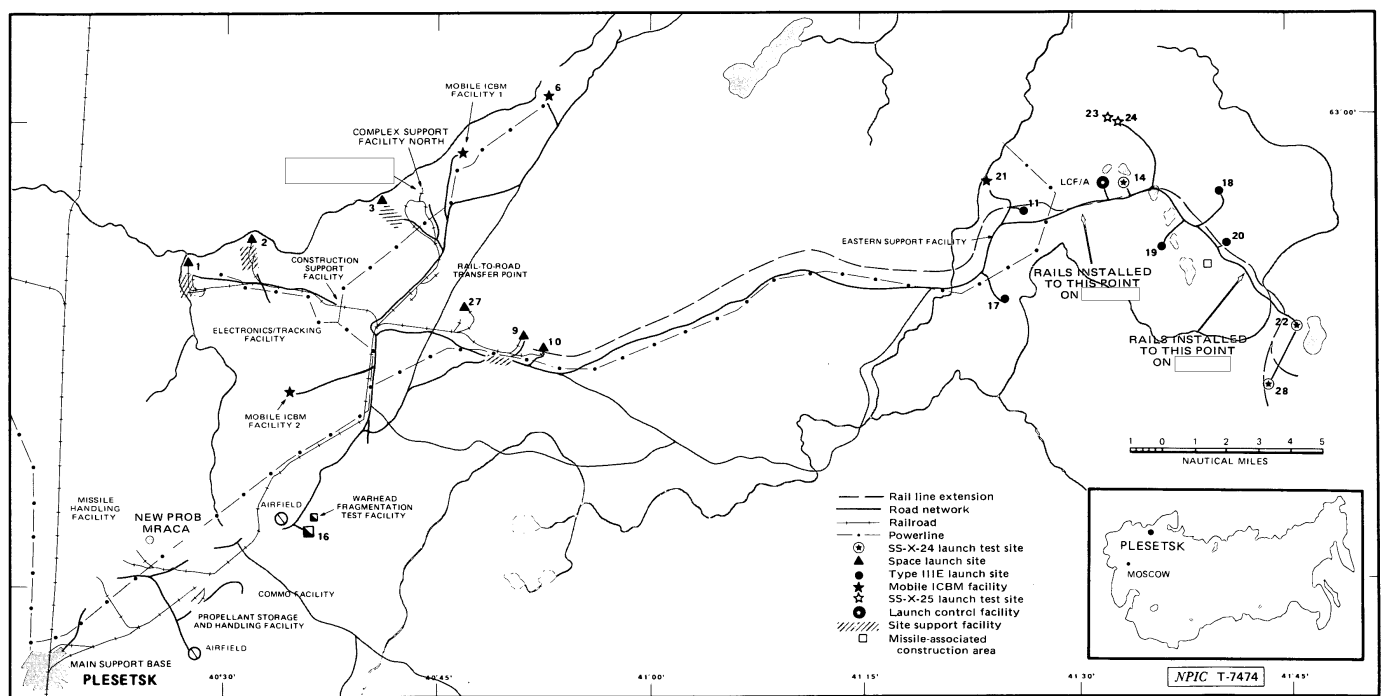 6
MOBILE ICBM
FACILITY 1
COMPLEX SUPPORT
FACILITY NORTH
63° 00'
23
24
21
LCF/A
14
18
3
11
2
1
CONSTRUCTION
SUPPORT
FACILITY
EASTERN SUPPORT FACILITY
19
20
RAIL-TO-ROAD
TRANSFER POINT
RAILS INSTALLED
TO THIS POINT
ON
27
17
ELECTRONICS/TRACKING
FACILITY
9
10
22
RAILS INSTALLED
TO THIS POINT
ON
28
MOBILE ICBM
FACILITY 2
1 0 1 2 3 4 5
NAUTICAL MILES
MISSILE
HANDLING
FACILITY
NEW PROB
MRACA
AIRFIELD
WARHEAD
FRAGMENTATION
TEST FACILITY
16
Rail line extension
Road network
Railroad
Powerline
SS-X-24 launch test site
Space launch site
Type IIIE launch site
Mobile ICBM facility
SS-X-25 launch test site
Launch control facility
Site support facility
Missile-associated
construction area
PLESETSK
MOSCOW
COMMO FACILITY
PROPELLANT STORAGE
AND HANDLING FACILITY
AIRFIELD
MAIN SUPPORT BASE
PLESETSK
40°30'
40°45'
41°00'
41°15'
41°30'
41°45'
NPIC T-7474